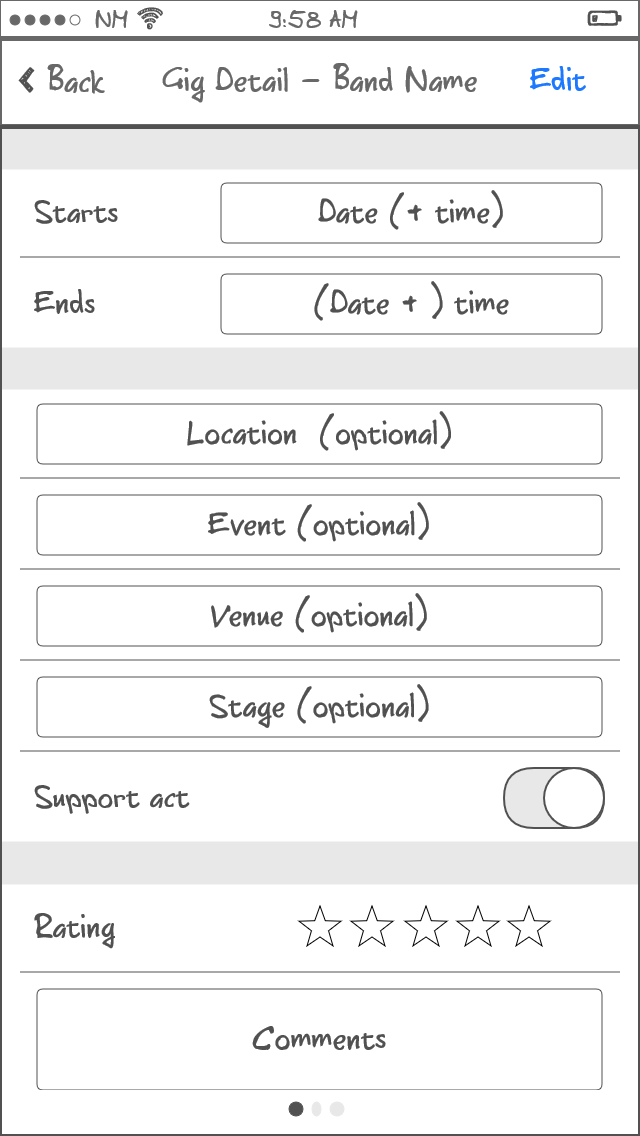 NM 9:58 AM
Back Gig Detail - Band Name Edit
Starts Date (+ time)
Ends (Date + ) time
Location (optional)
Event (optional)
Venue (optional)
Stage (optional)
Support act
Rating
Comments